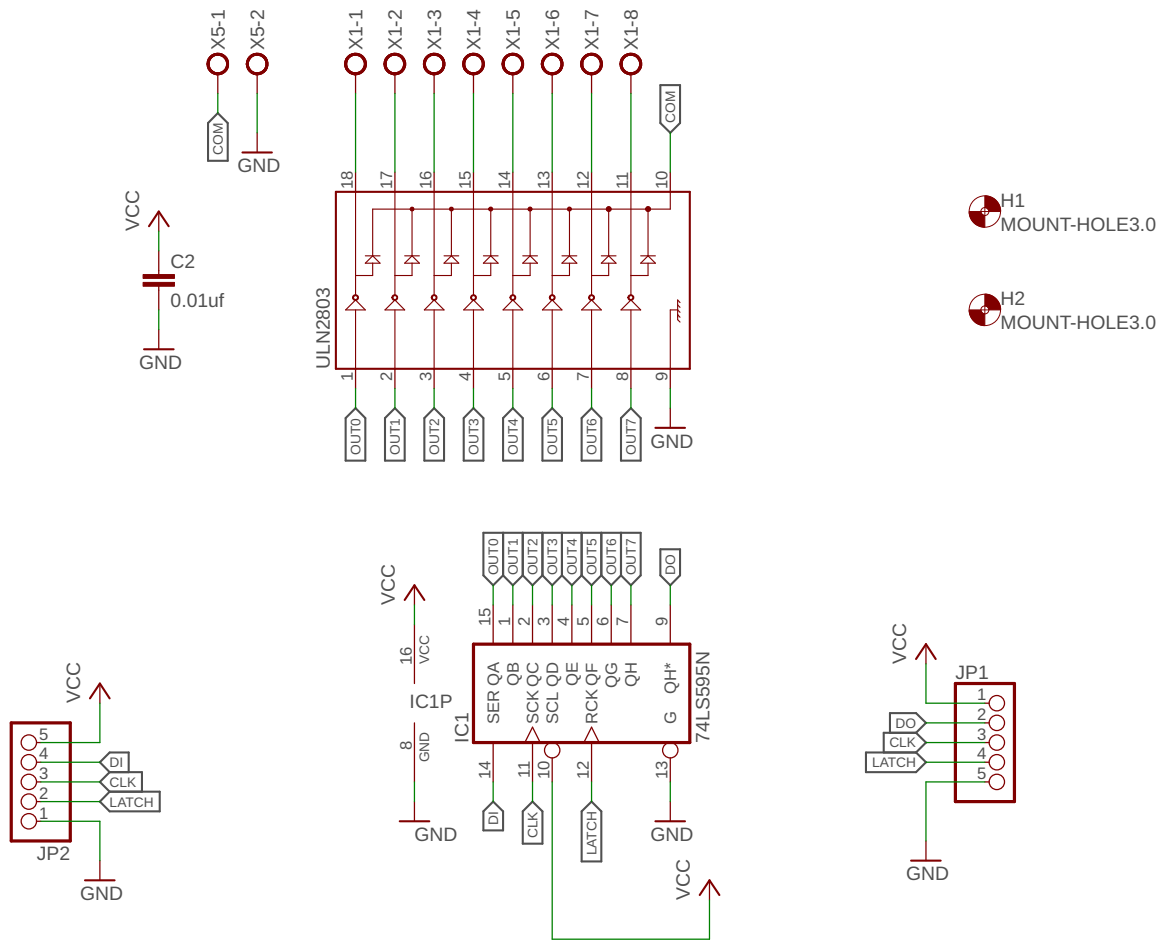 X5-1
X5-2
X1-1
X1-2
X1-3
X1-4
X1-5
X1-6
X1-7
X1-8
COM
GND
COM
18
17
16
15
14
13
12
11
10
VCC
C2
0.01uf
GND
ULN2803
H1
MOUNT-HOLE3.0
H2
MOUNT-HOLE3.0
1
2
3
4
5
6
7
8
9
OUT0
OUT1
OUT2
OUT3
OUT4
OUT5
OUT6
OUT7
GND
OUT0
OUT1
OUT2
OUT3
OUT4
OUT5
OUT6
OUT7
DO
15
1
2
3
4
5
6
7
9
VCC
16
VCC
IC1P
8
GND
GND
QA
QB
QC
QD
QE
QF
QG
QH
QH*
SER
SCK
SCL
RCK
G
IC1
74LS595N
14
11
10
12
13
DI
CLK
LATCH
GND
VCC
VCC
5
4
DI
3
CLK
2
LATCH
1
JP2
GND
VCC
JP1
1
DO
2
CLK
3
LATCH
4
5
GND